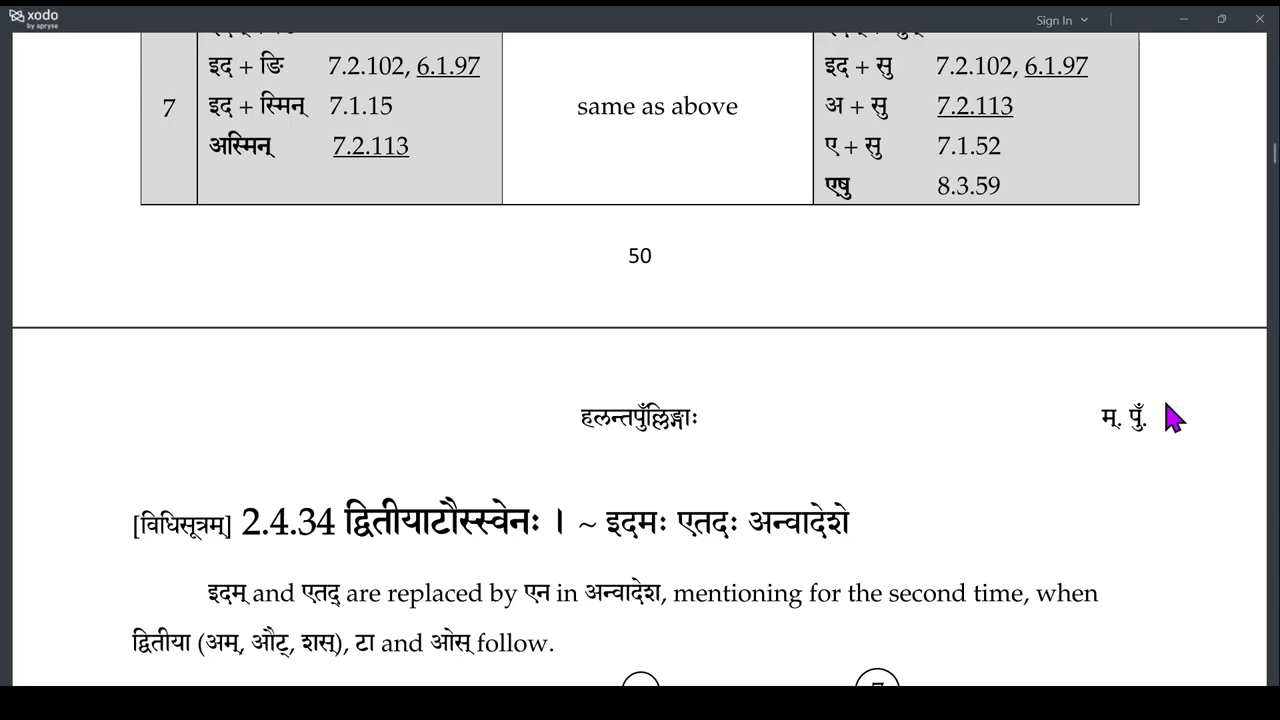 xodo
by apryse
Sign In
इद + ङि 7.2.102, 6.1.97
7 इद + स्मिन् 7.1.15
अस्मिन् 7.2.113
same as above
इद + सु 7.2.102, 6.1.97
अ + सु 7.2.113
ए + सु 7.1.52
एषु 8.3.59
50
हलन्तपुँल्लिङ्गाः म्. पुँ.
[विधिसूत्रम्] 2.4.34 द्वितीयाटौस्स्वेनः । ~ इदमः एतदः अन्वादेशे
इदम् and एतद् are replaced by एन in अन्वादेश, mentioning for the second time, when
द्वितीया (अम्, औट्, शस्), टा and ओस् follow.